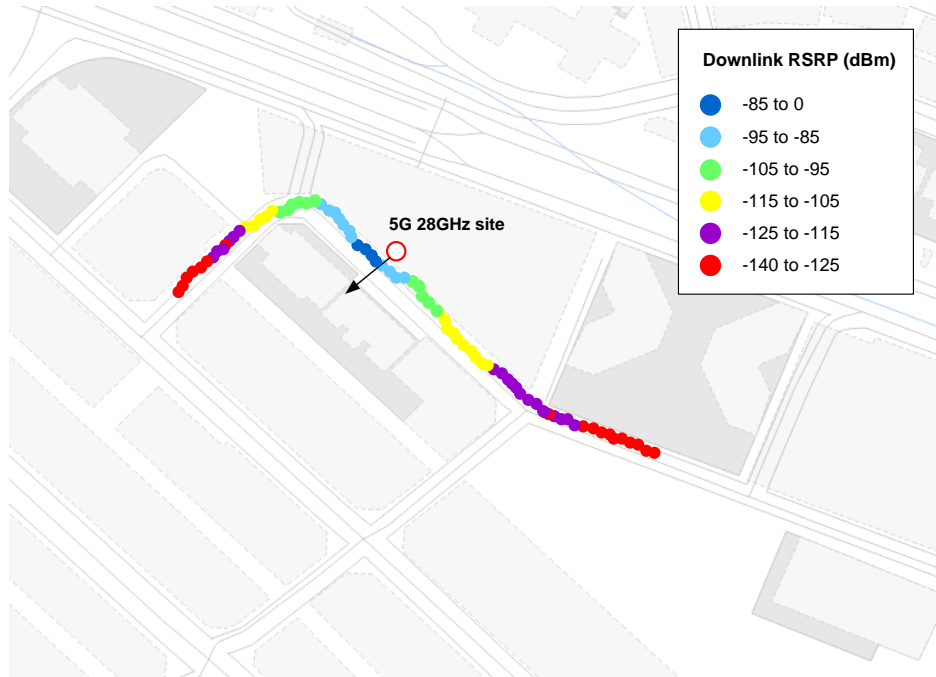 Downlink RSRP (dBm)
-85 to 0
-95 to -85
-105 to -95
-115 to -105
-125 to -115
-140 to -125
5G 28GHz site